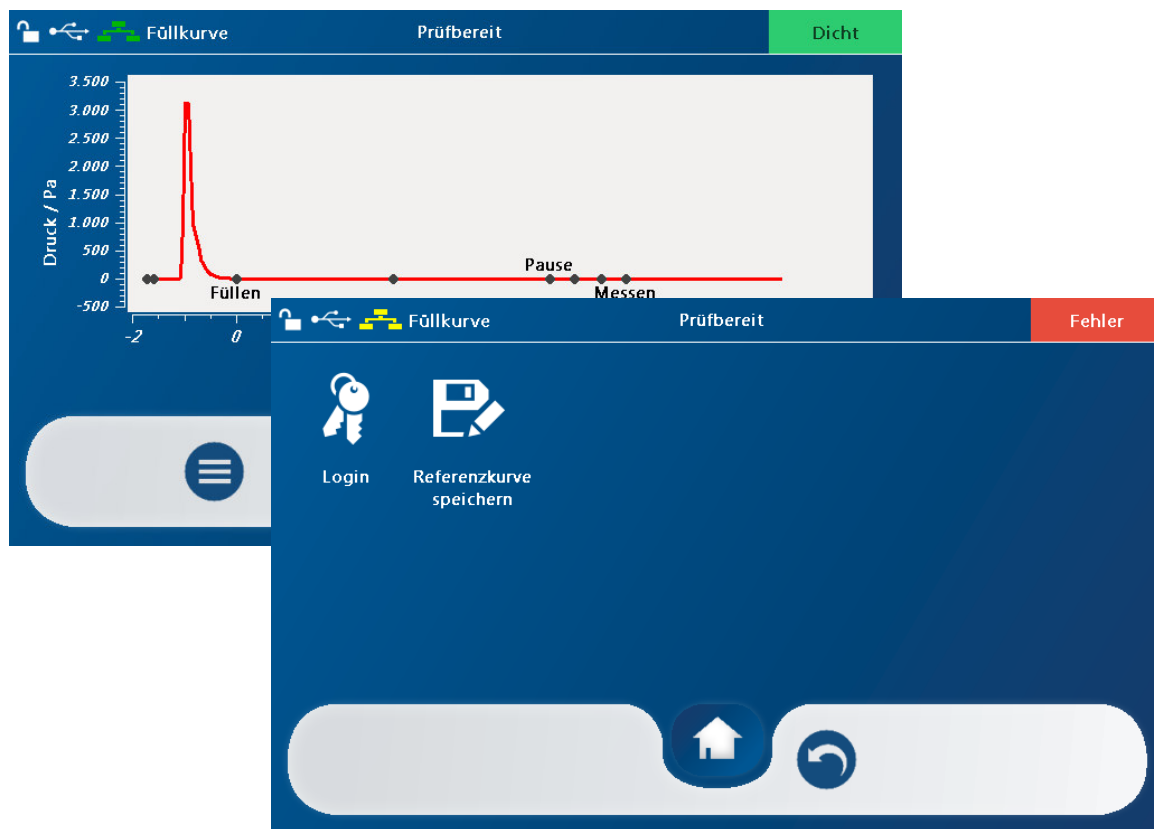 Füllkurve
Prüfbereit
Dicht
3.500
3.000
2.500
2.000
1.500
1.000
500
0
-500
Druck / Pa
Pause
Füllen
Messen
-2
0
Füllkurve
Prüfbereit
Fehler
Login
Referenzkurve
speichern